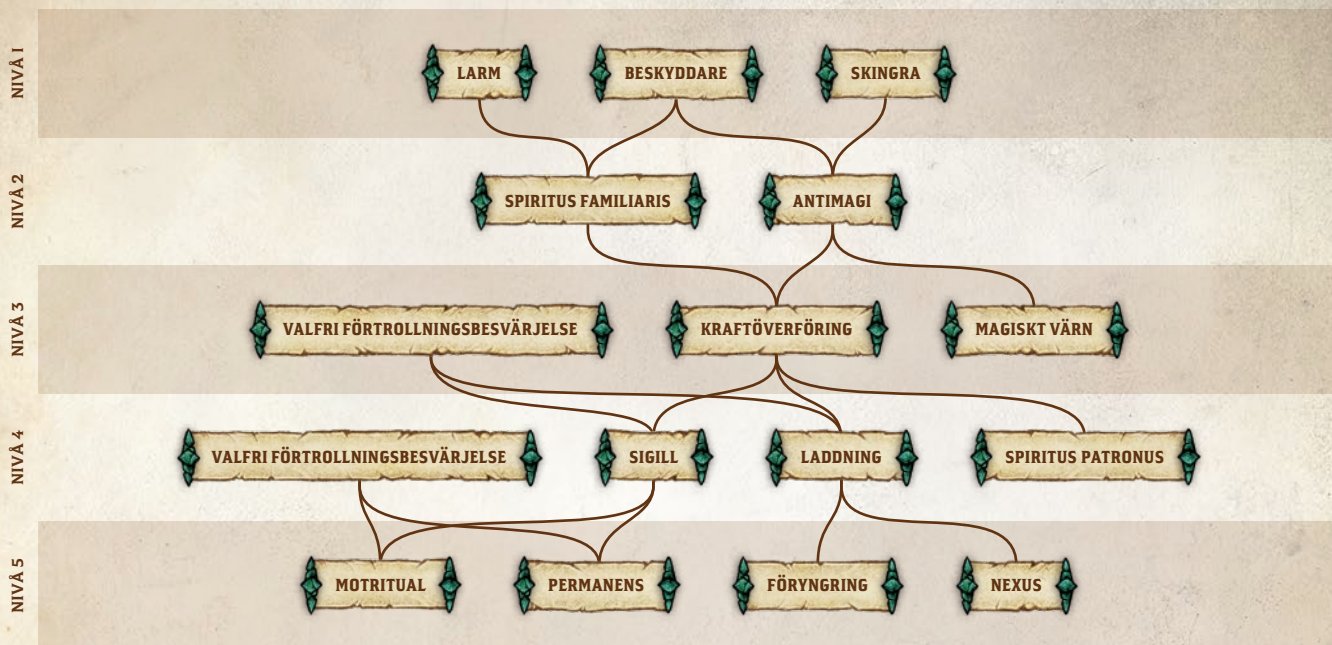 NIVÅ 1
LARM
BESKYDDARE
SKINGRA
NIVÅ 2
SPIRITUS FAMILIARIS
ANTIMAGI
NIVÅ 3
VALFRI FÖRTROLLNINGSBESVÄRJELSE
KRAFTÖVERFÖRING
MAGISKT VÄRN
NIVÅ 4
VALFRI FÖRTROLLNINGSBESVÄRJELSE
SIGILL
LADDNING
SPIRITUS PATRONUS
NIVÅ 5
MOTRITUAL
PERMANENS
FÖRYNGRING
NEXUS